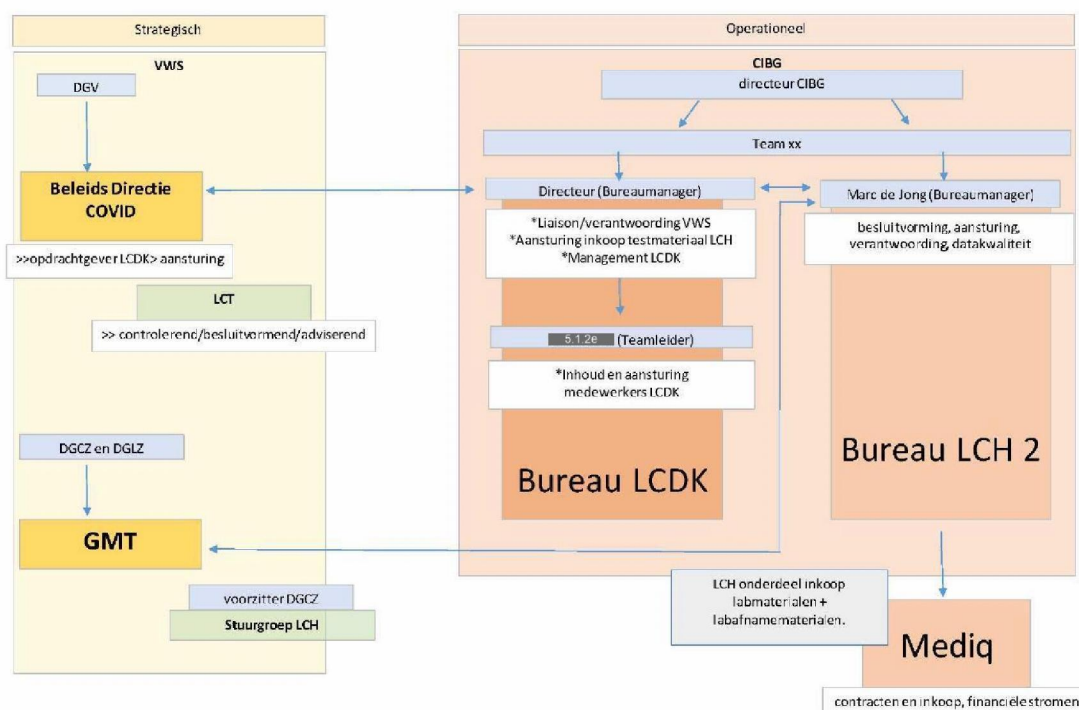 Strategisch
VWS
DGV
Beleids Directie
COVID
>>opdrachtgever LCDK> aansturing
LCT
>> controlerend/besluitvormend/adviserend
DGCZ en DGLZ
GMT
voorzitter DGCZ
Stuurgroep LCH
Operationeel
CIBG
directeur CIBG
Team xx
Directeur (Bureaumanager)
*Liaison/verantwoording VWS
*Aansturing inkoop testmateriaal LCH
*Management LCDK
5.1.2e (Teamleider)
*Inhoud en aansturing
medewerkers LCDK
Bureau LCDK
Marc de Jong (Bureaumanager)
besluitvorming, aansturing,
verantwoording, datakwaliteit
Bureau LCH 2
LCH onderdeel inkoop
labmaterialen +
labafnamematerialen.
Mediq
contracten en inkoop, financiële stromen